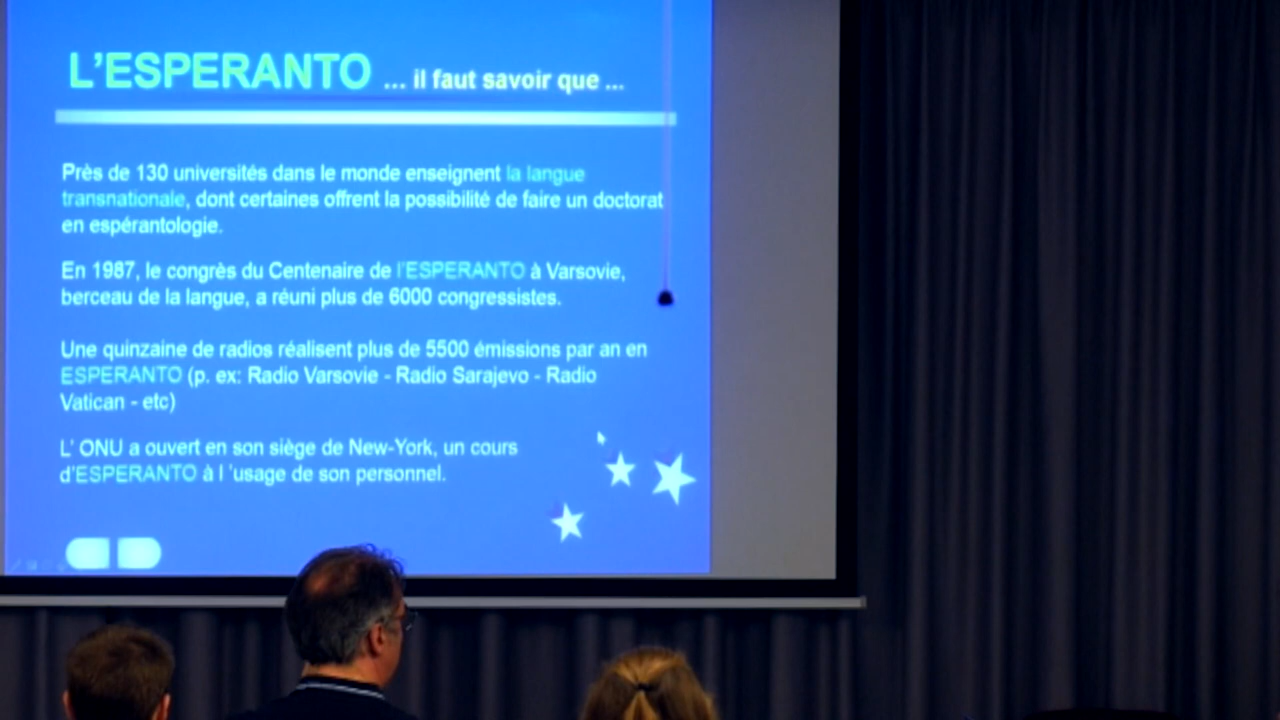 L'ESPERANTO ... il faut savoir que ...
Près de 130 universités dans le monde enseignent la langue
transnationale, dont certaines offrent la possibilité de faire un doctorat
en espérantologie.
En 1987, le congrès du Centenaire de l'ESPERANTO à Varsovie,
berceau de la langue, a réuni plus de 6000 congressistes.
Une quinzaine de radios réalisent plus de 5500 émissions par an en
ESPERANTO (p. ex: Radio Varsovie - Radio Sarajevo - Radio
Vatican - etc)
L' ONU a ouvert en son siège de New-York, un cours
d'ESPERANTO à l 'usage de son personnel.